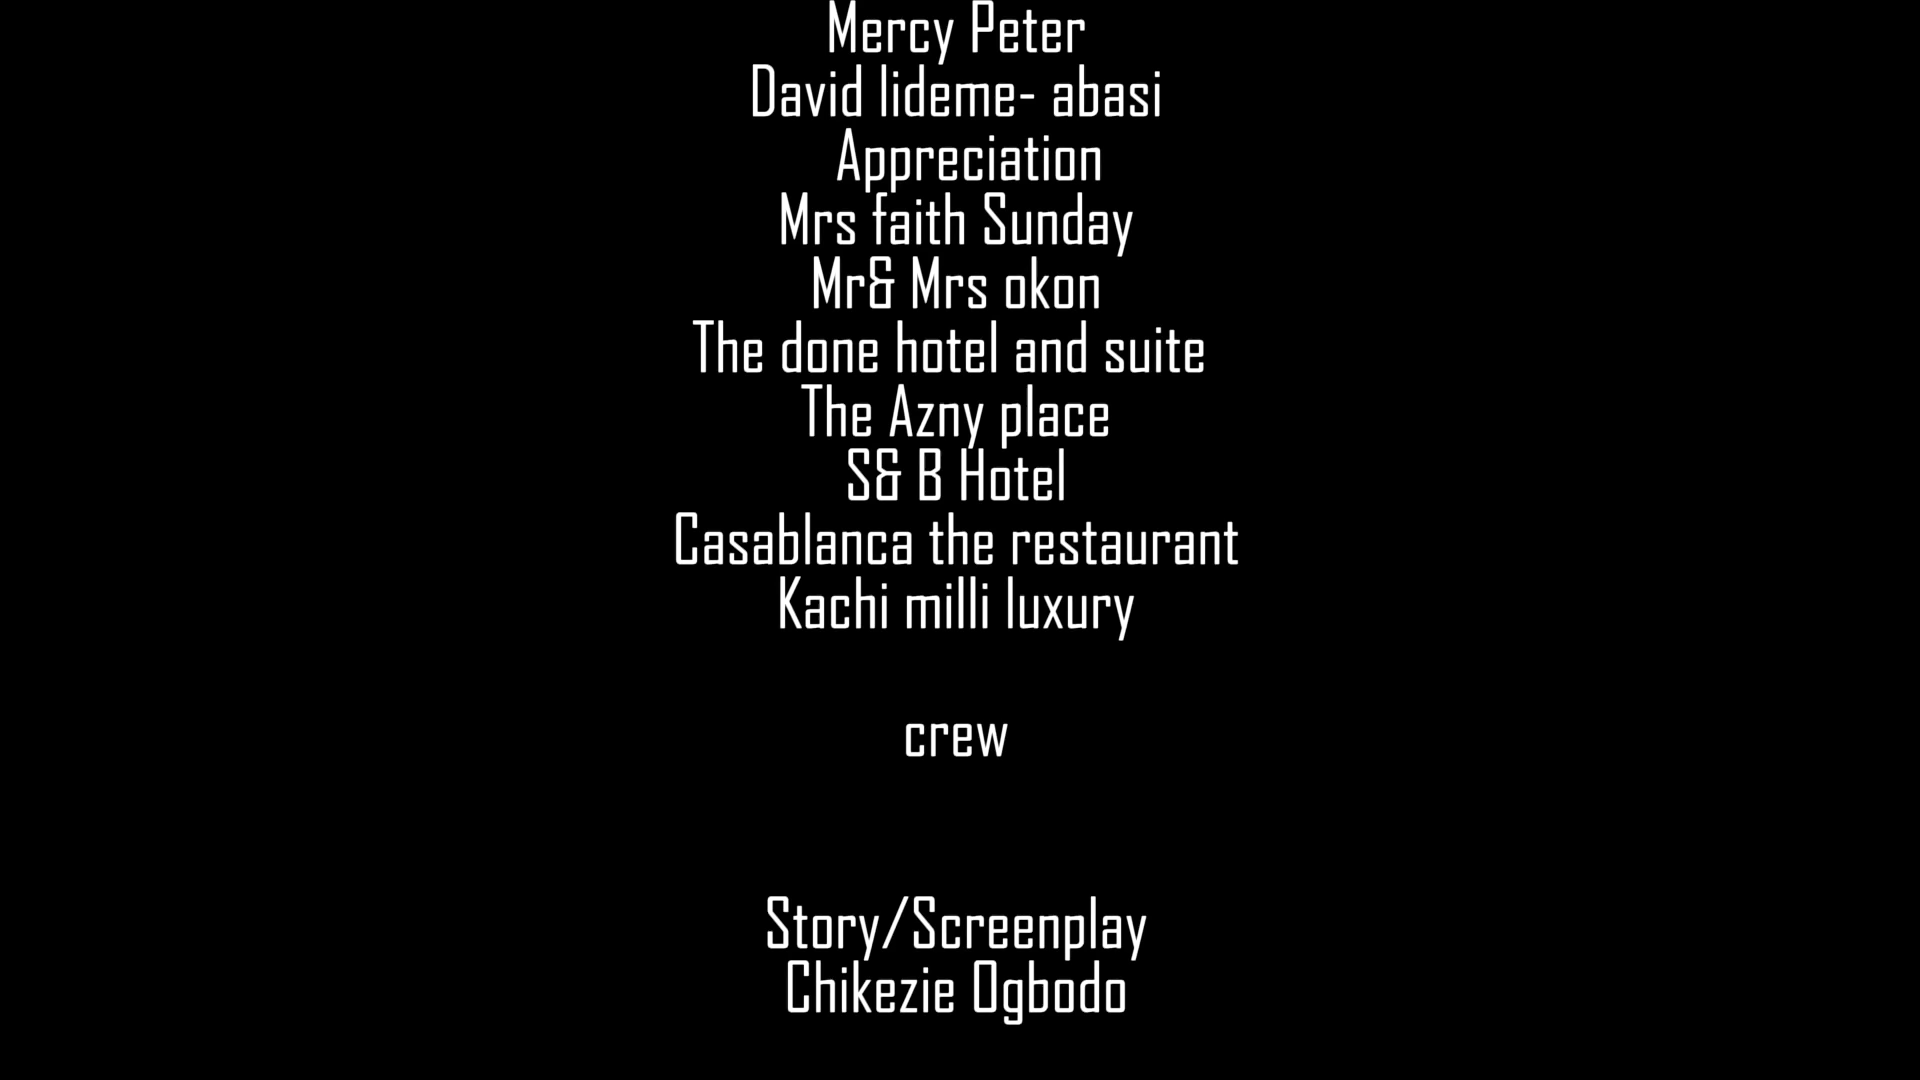 Mercy Peter
David Iideme- abasi
Appreciation
Mrs faith Sunday
Mr& Mrs okon
The done hotel and suite
The Azny place
S& B Hotel
Casablanca the restaurant
Kachi milli luxury
crew
Story/Screenplay
Chikezie Ogbodo